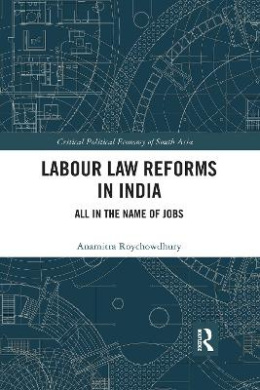 Critical Political Economy of South Asia
LABOUR LAW REFORMS
IN INDIA
ALL IN THE NAME OF JOBS
Anamitra Roychowdhury
ROUTLEDGE